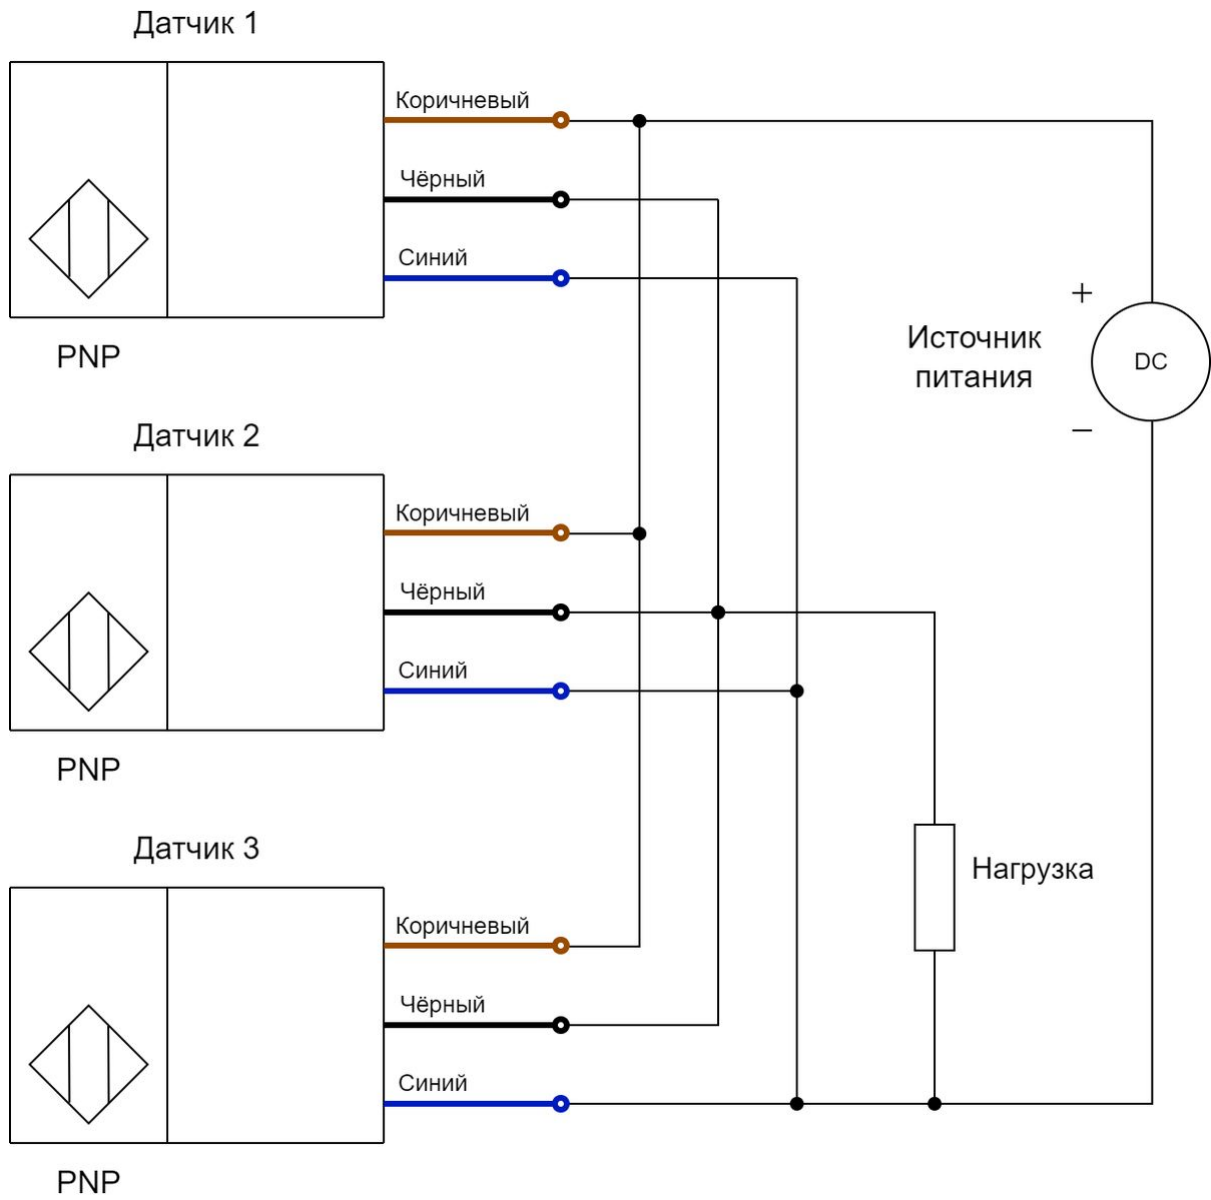 Датчик 1
Коричневый
Чёрный
Синий
PNP
+
Источник
питания
DC
–
Датчик 2
Коричневый
Чёрный
Синий
PNP
Датчик 3
Коричневый
Чёрный
Синий
PNP
Нагрузка